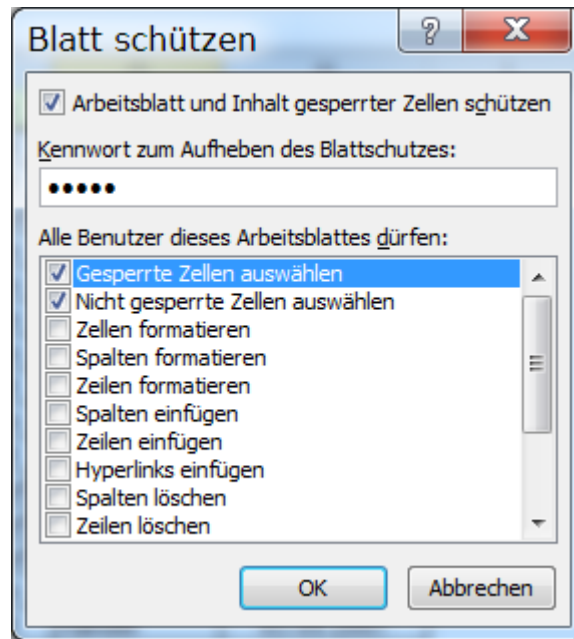 Blatt schützen
Arbeitsblatt und Inhalt gesperrter Zellen schützen
Kennwort zum Aufheben des Blattschutzes:
•••••
Alle Benutzer dieses Arbeitsblattes dürfen:
Gesperrte Zellen auswählen
Nicht gesperrte Zellen auswählen
Zellen formatieren
Spalten formatieren
Zeilen formatieren
Spalten einfügen
Zeilen einfügen
Hyperlinks einfügen
Spalten löschen
Zeilen löschen
OK Abbrechen